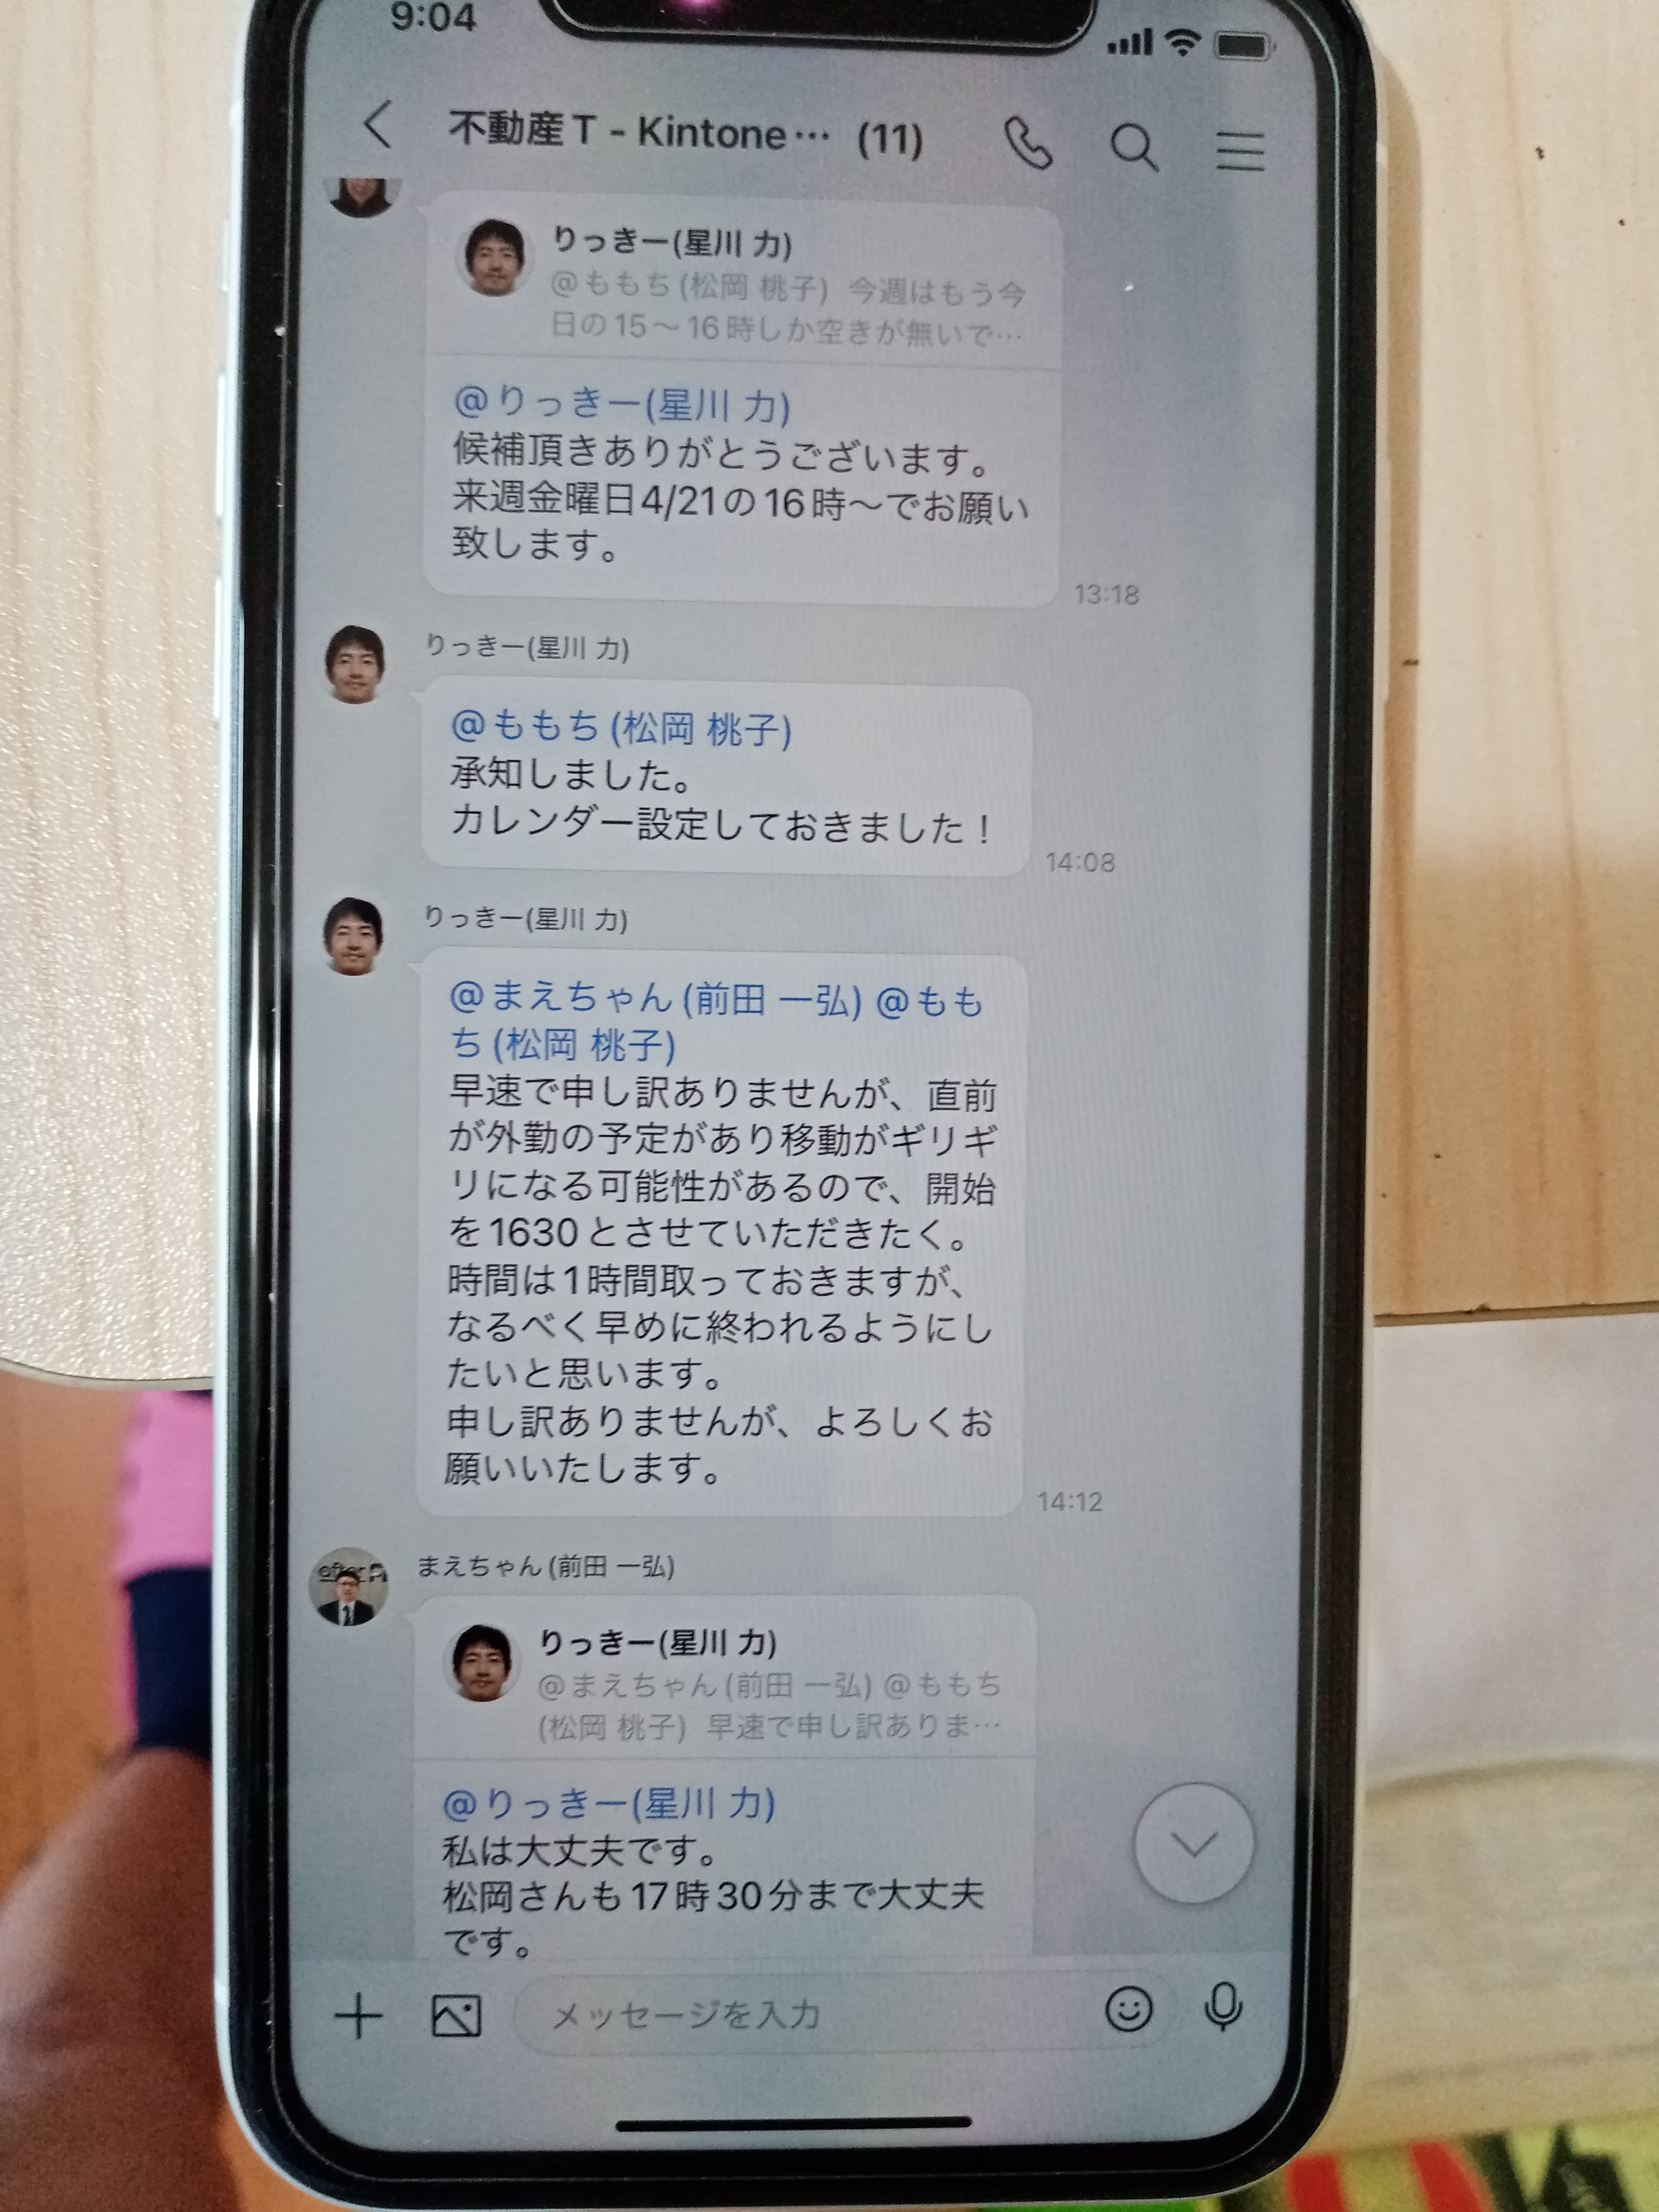 9:04
不動産T - Kintone… (11)
りっきー(星川 力)
@ももち(松岡 桃子) 今週はもう今
日の15〜16時しか空きが無いで…
@りっきー(星川 力)
候補頂きありがとうございます。
来週金曜日4/21の16時〜でお願い
致します。
13:18
りっきー(星川 力)
@ももち(松岡 桃子)
承知しました。
カレンダー設定しておきました！
14:08
りっきー(星川 力)
@まえちゃん(前田 一弘) @もも
ち(松岡 桃子)
早速で申し訳ありませんが、直前
が外勤の予定があり移動がギリギ
リになる可能性があるので、開始
を1630とさせていただきたく。
時間は1時間取っておきますが、
なるべく早めに終われるようにし
たいと思います。
申し訳ありませんが、よろしくお
願いいたします。
14:12
まえちゃん(前田 一弘)
りっきー(星川 力)
@まえちゃん(前田 一弘) @ももち
(松岡 桃子) 早速で申し訳ありま…
@りっきー(星川 力)
私は大丈夫です。
松岡さんも17時30分まで大丈夫
です。
メッセージを入力